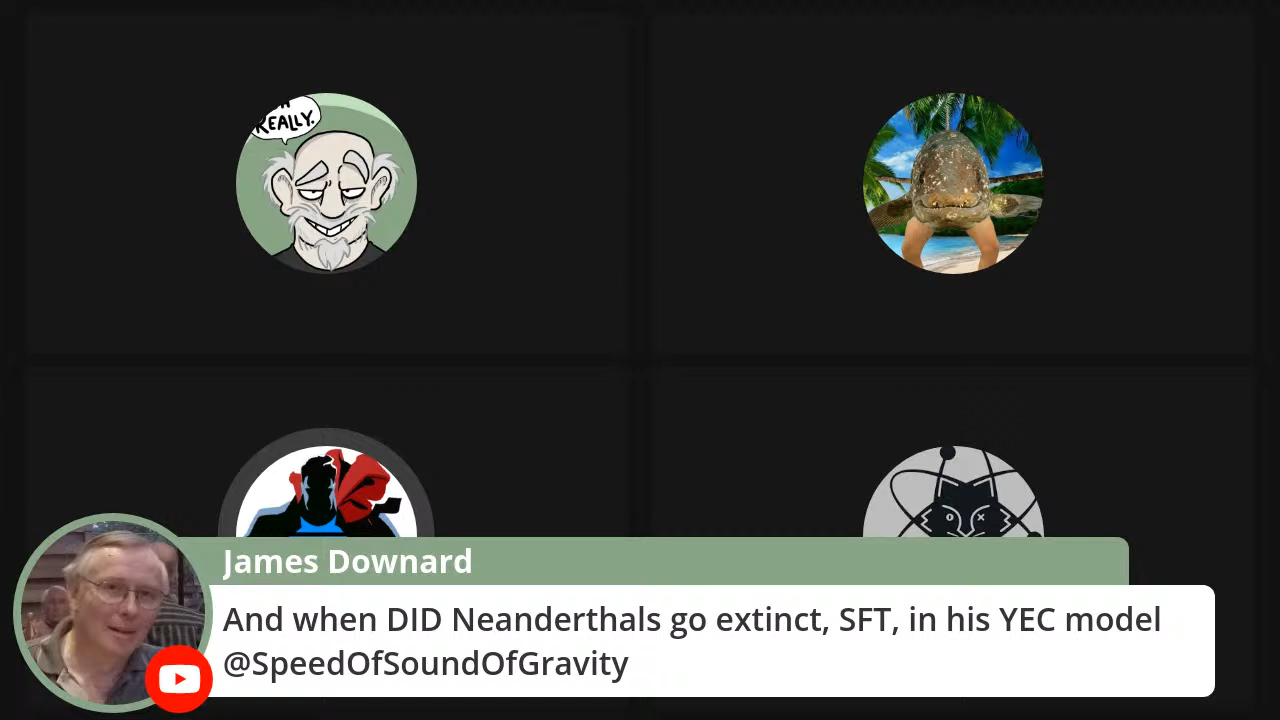 REALLY.
James Downard
And when DID Neanderthals go extinct, SFT, in his YEC model
@SpeedOfSoundOfGravity